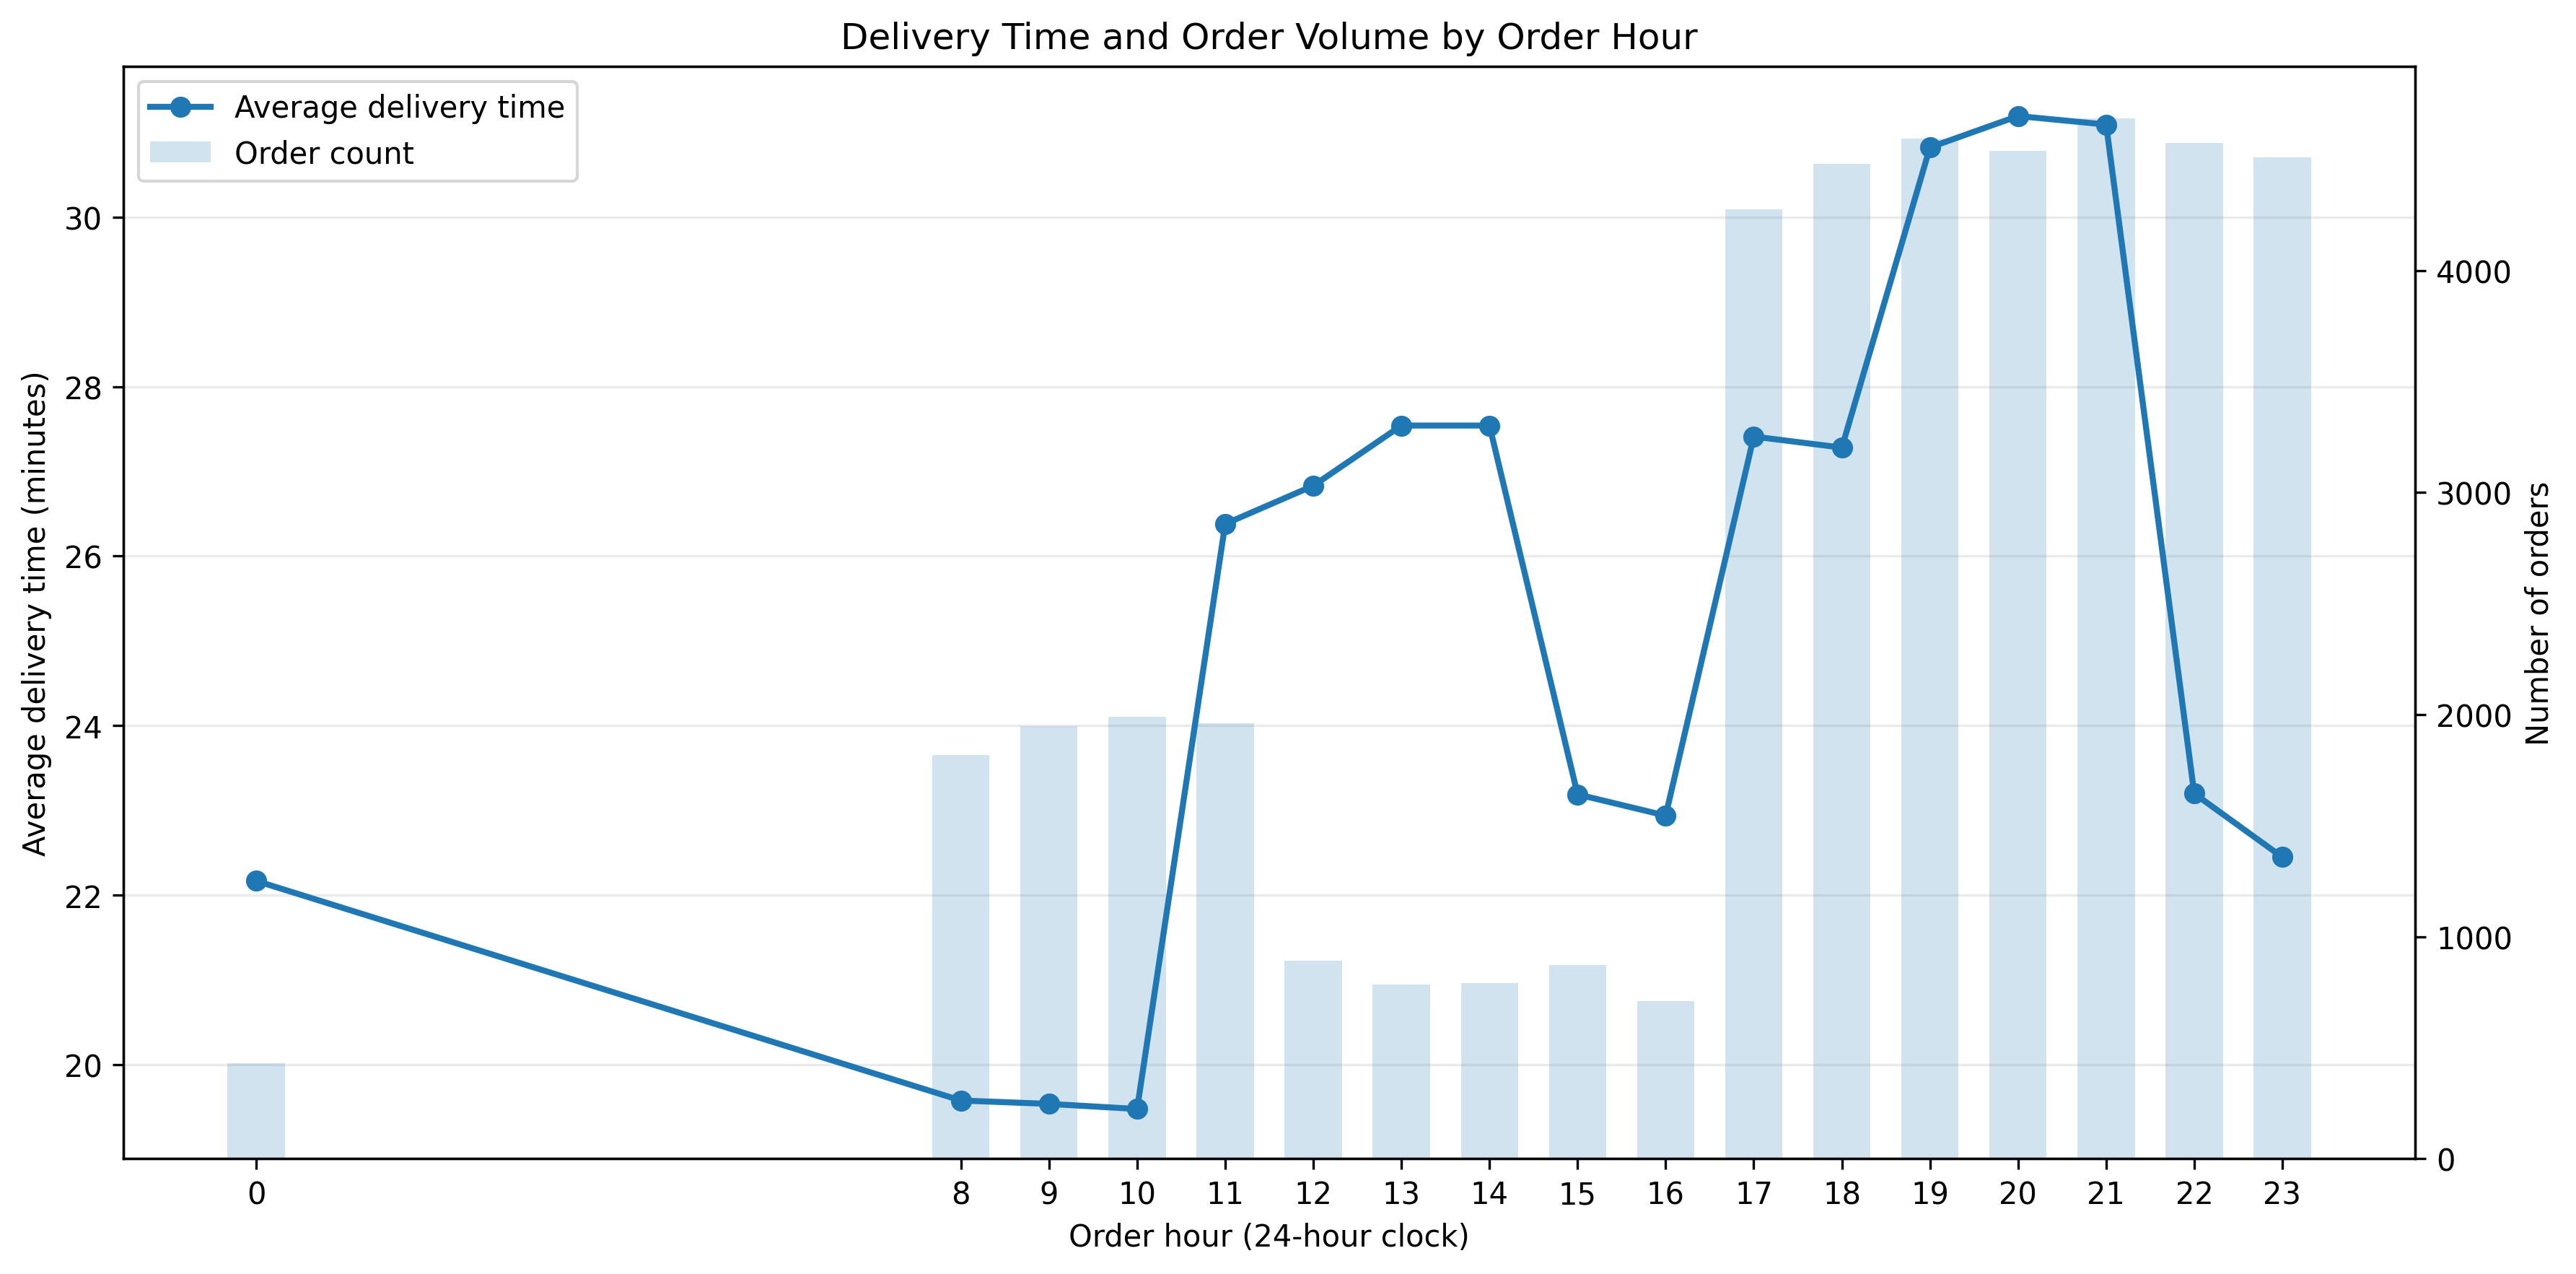 Delivery Time and Order Volume by Order Hour
Average delivery time
Order count
Average delivery time (minutes)
30
28
26
24
22
20
4000
3000
2000
1000
0
Number of orders
0 8 9 10 11 12 13 14 15 16 17 18 19 20 21 22 23
Order hour (24-hour clock)